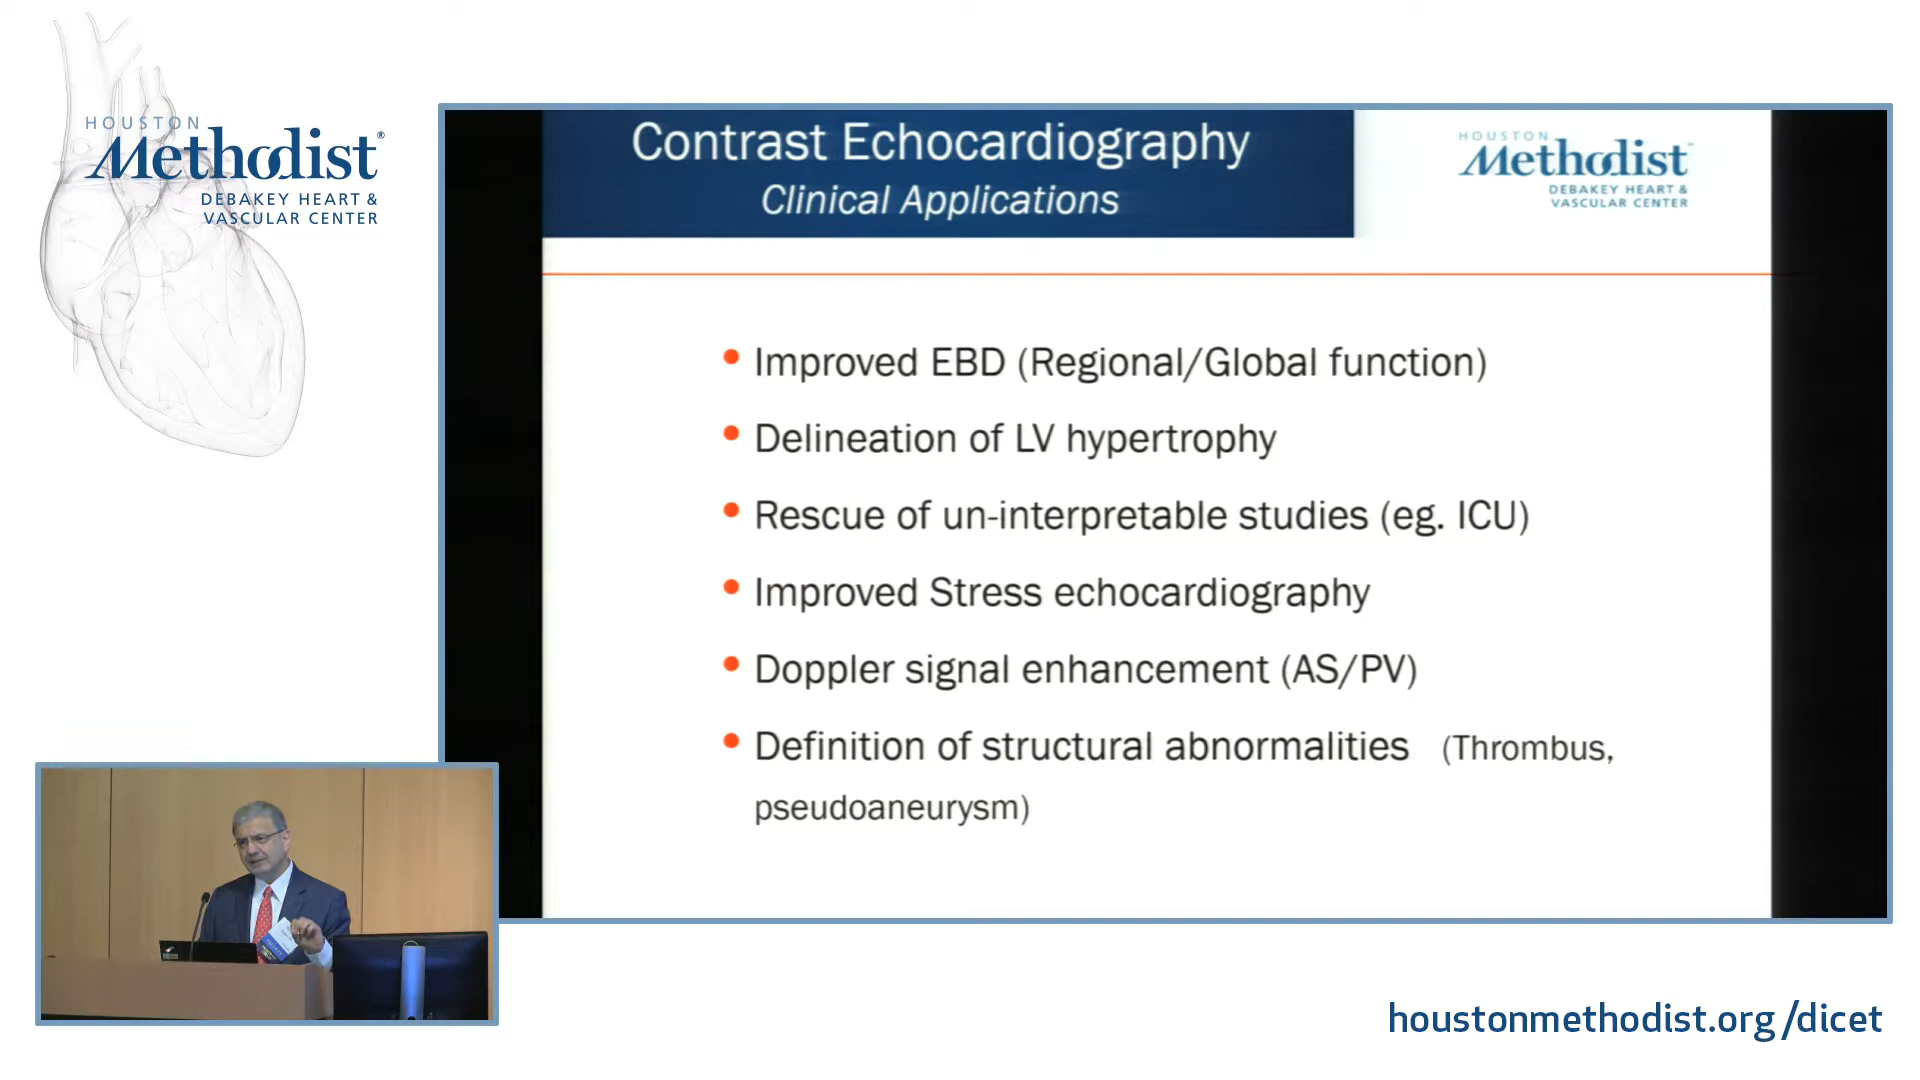 HOUSTON
Methodist®
DEBAKEY HEART &
VASCULAR CENTER
Contrast Echocardiography
Clinical Applications
HOUSTON
Methodist
DEBAKEY HEART &
VASCULAR CENTER
• Improved EBD (Regional/Global function)
• Delineation of LV hypertrophy
• Rescue of un-interpretable studies (eg. ICU)
• Improved Stress echocardiography
• Doppler signal enhancement (AS/PV)
• Definition of structural abnormalities (Thrombus,
pseudoaneurysm)
houstonmethodist.org/dicet